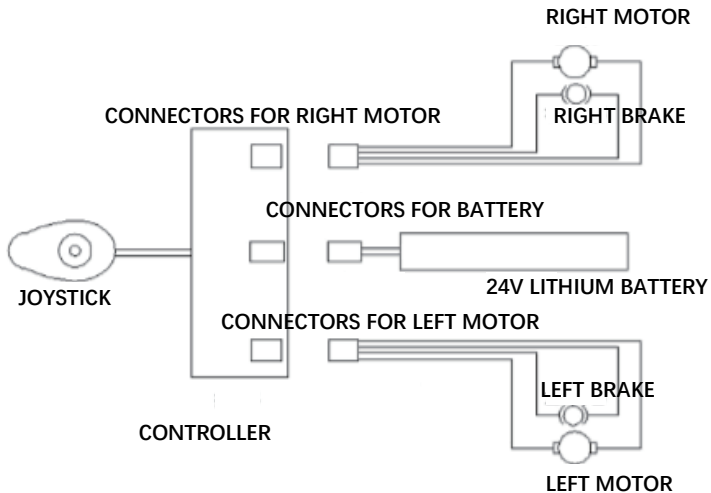 RIGHT MOTOR
CONNECTORS FOR RIGHT MOTOR
RIGHT BRAKE
CONNECTORS FOR BATTERY
24V LITHIUM BATTERY
JOYSTICK
CONNECTORS FOR LEFT MOTOR
LEFT BRAKE
CONTROLLER
LEFT MOTOR